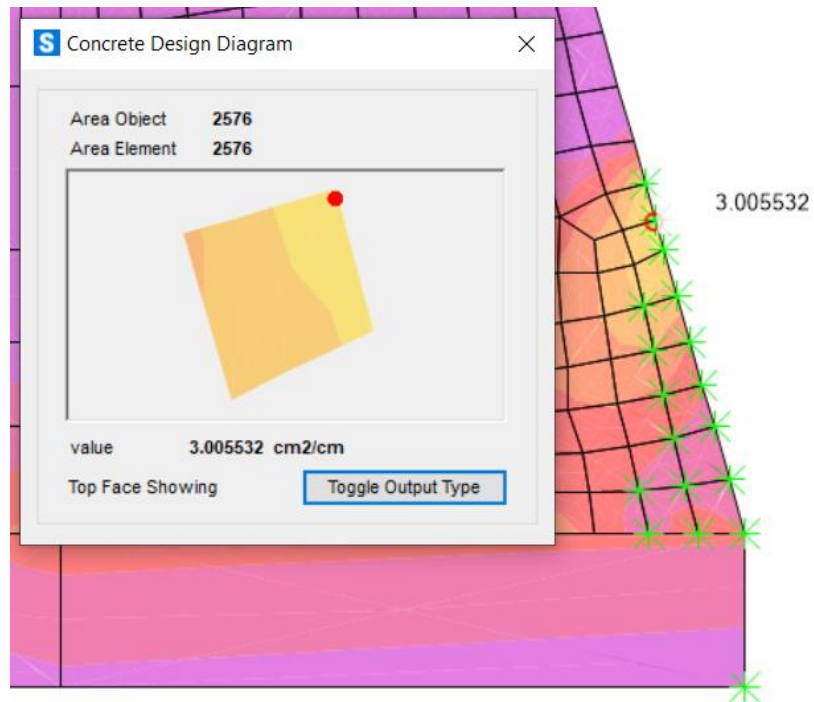 S Concrete Design Diagram
Area Object 2576
Area Element 2576
3.005532
value 3.005532 cm2/cm
Top Face Showing Toggle Output Type